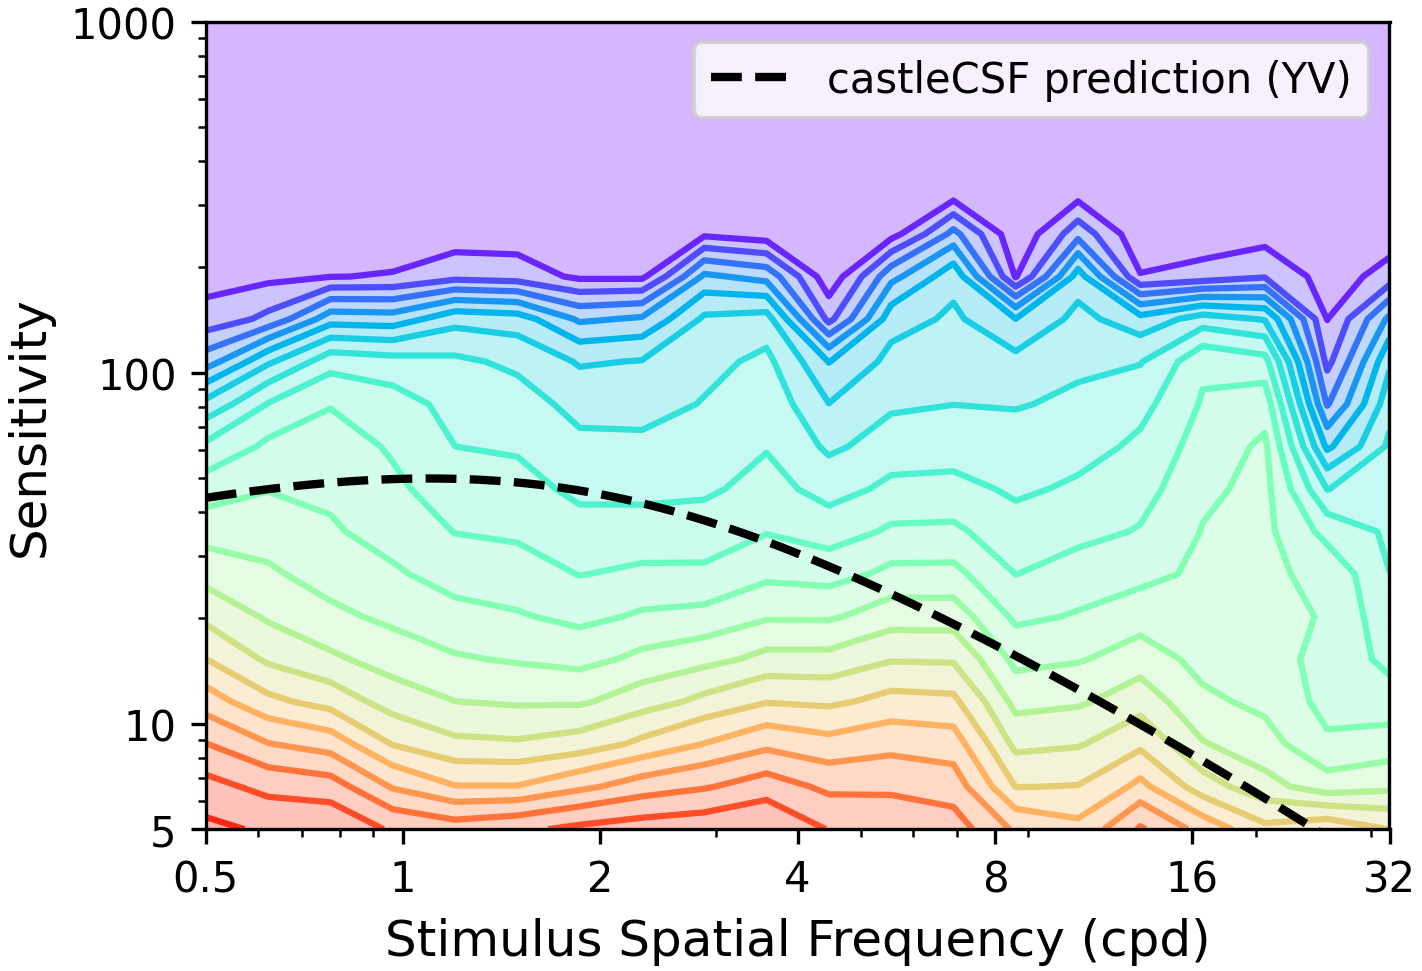 1000
castleCSF prediction (YV)
100
Sensitivity
10
5
0.5 1 2 4 8 16 32
Stimulus Spatial Frequency (cpd)